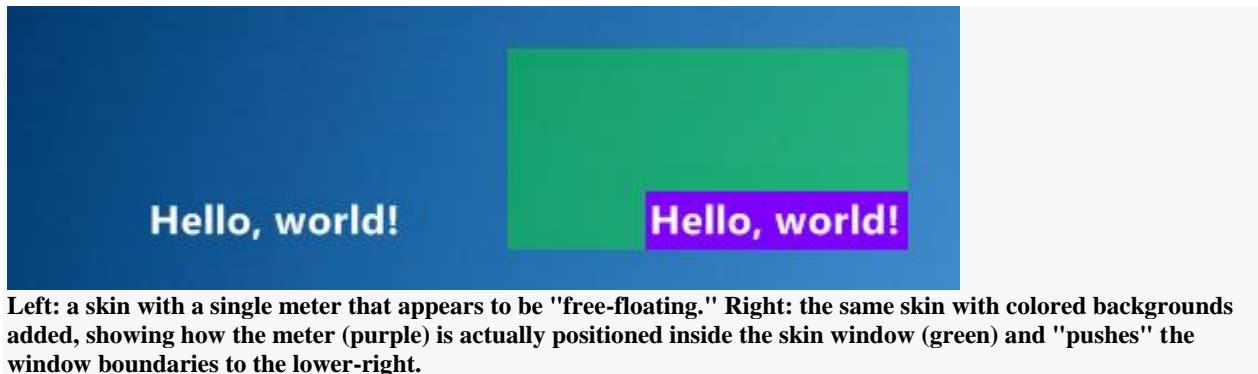 Hello, world! Hello, world!
Left: a skin with a single meter that appears to be "free-floating." Right: the same skin with colored backgrounds
added, showing how the meter (purple) is actually positioned inside the skin window (green) and "pushes" the
window boundaries to the lower-right.